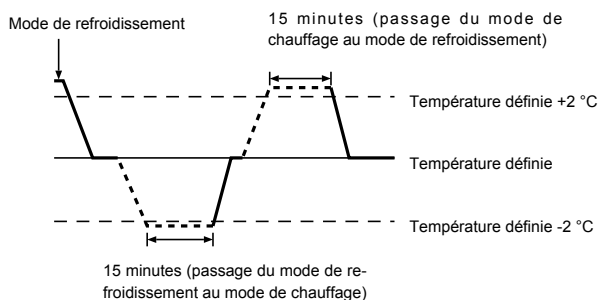 Mode de refroidissement
15 minutes (passage du mode de
chauffage au mode de refroidissement)
Température définie +2 °C
Température définie
Température définie -2 °C
15 minutes (passage du mode de re-
froidissement au mode de chauffage)